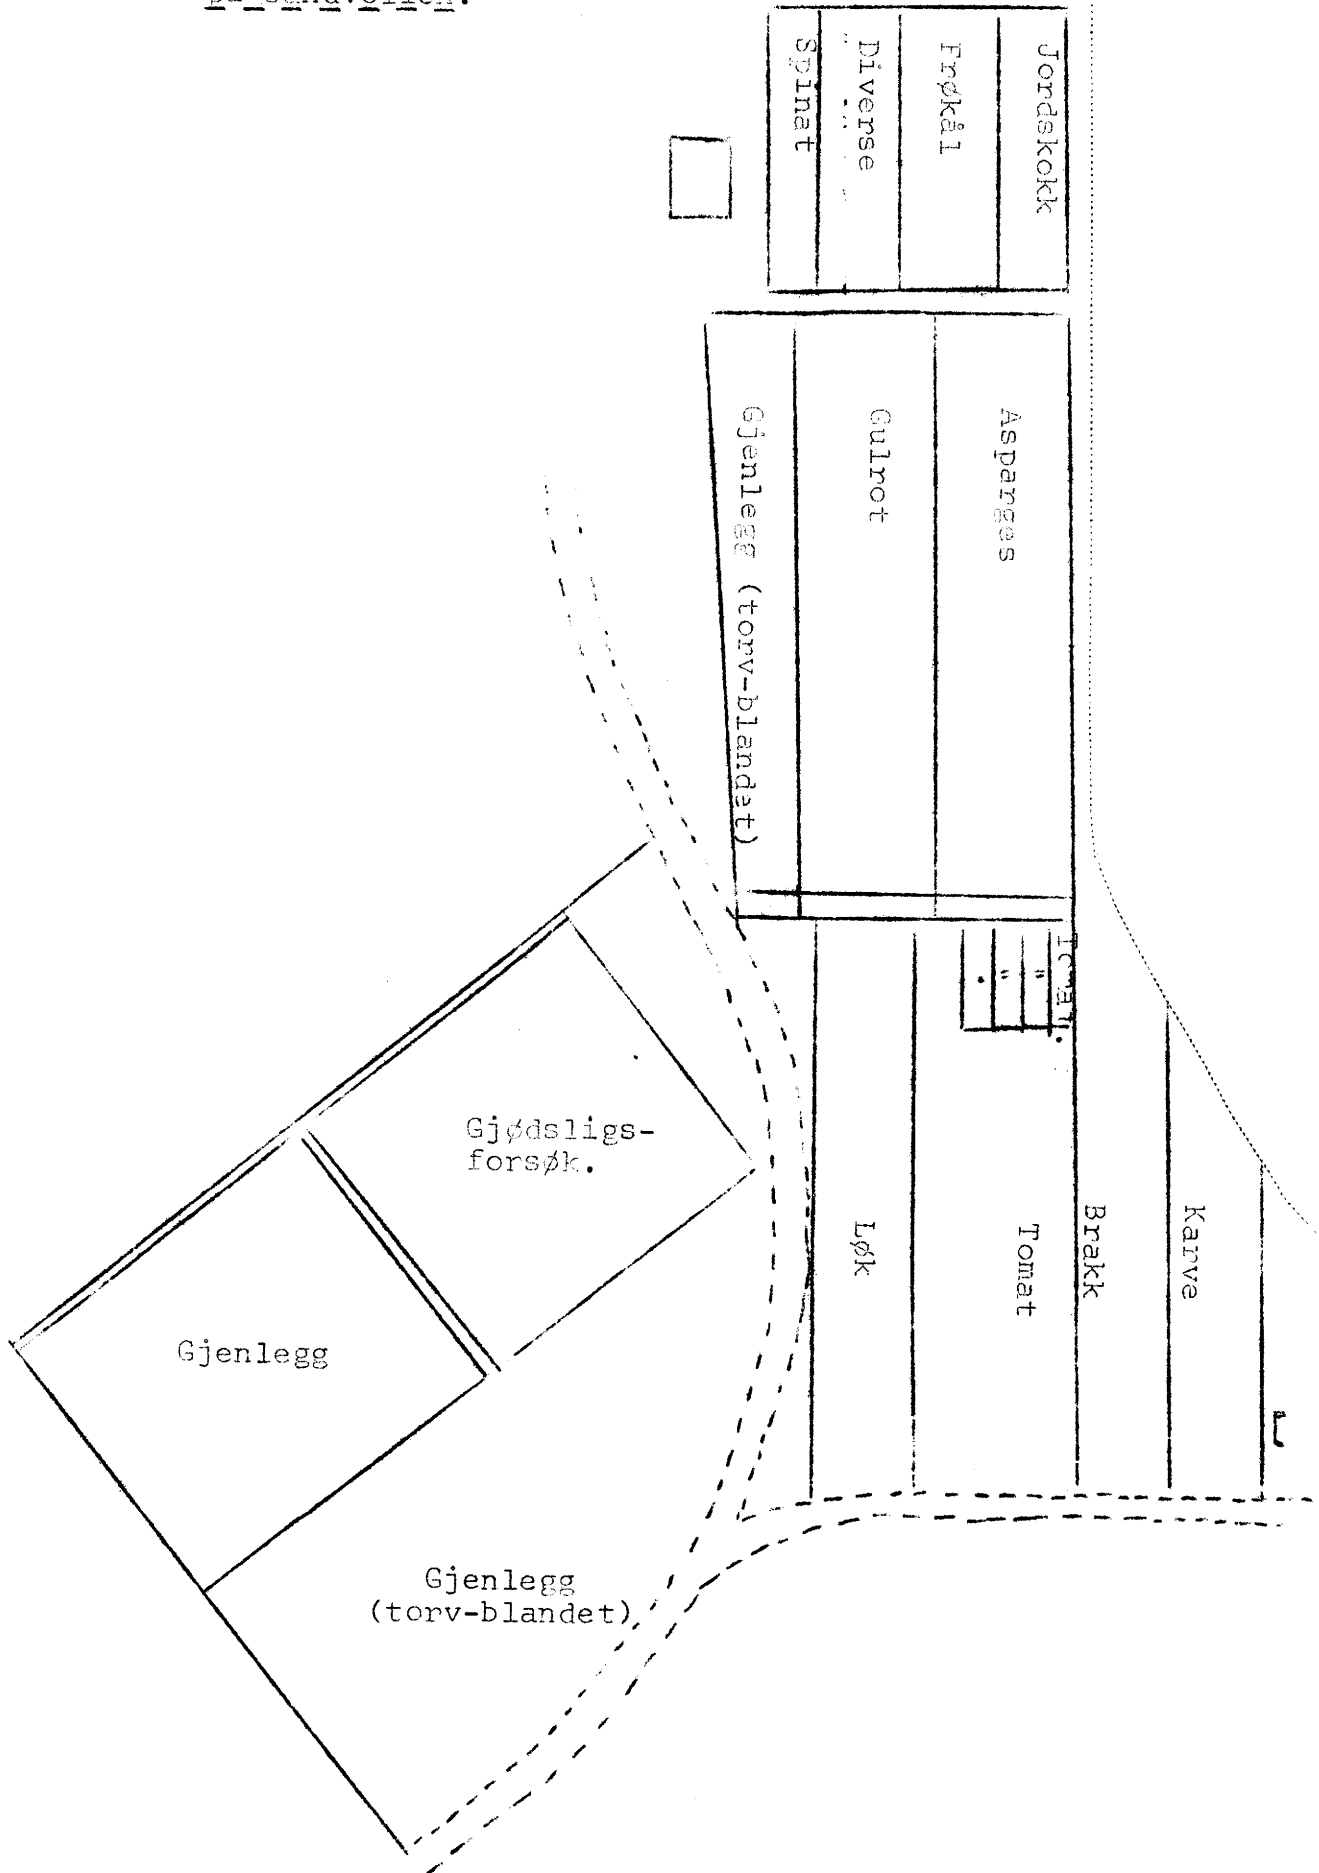 Jordskokk
Frøkål
Diverse
Spinat
Asparges
Gulrot
Gjenlegg (torv-blandet)
"
"
Karve
Brakk
Tomat
Løk
Gjødsligs-
forsøk.
Gjenlegg
Gjenlegg
(torv-blandet)